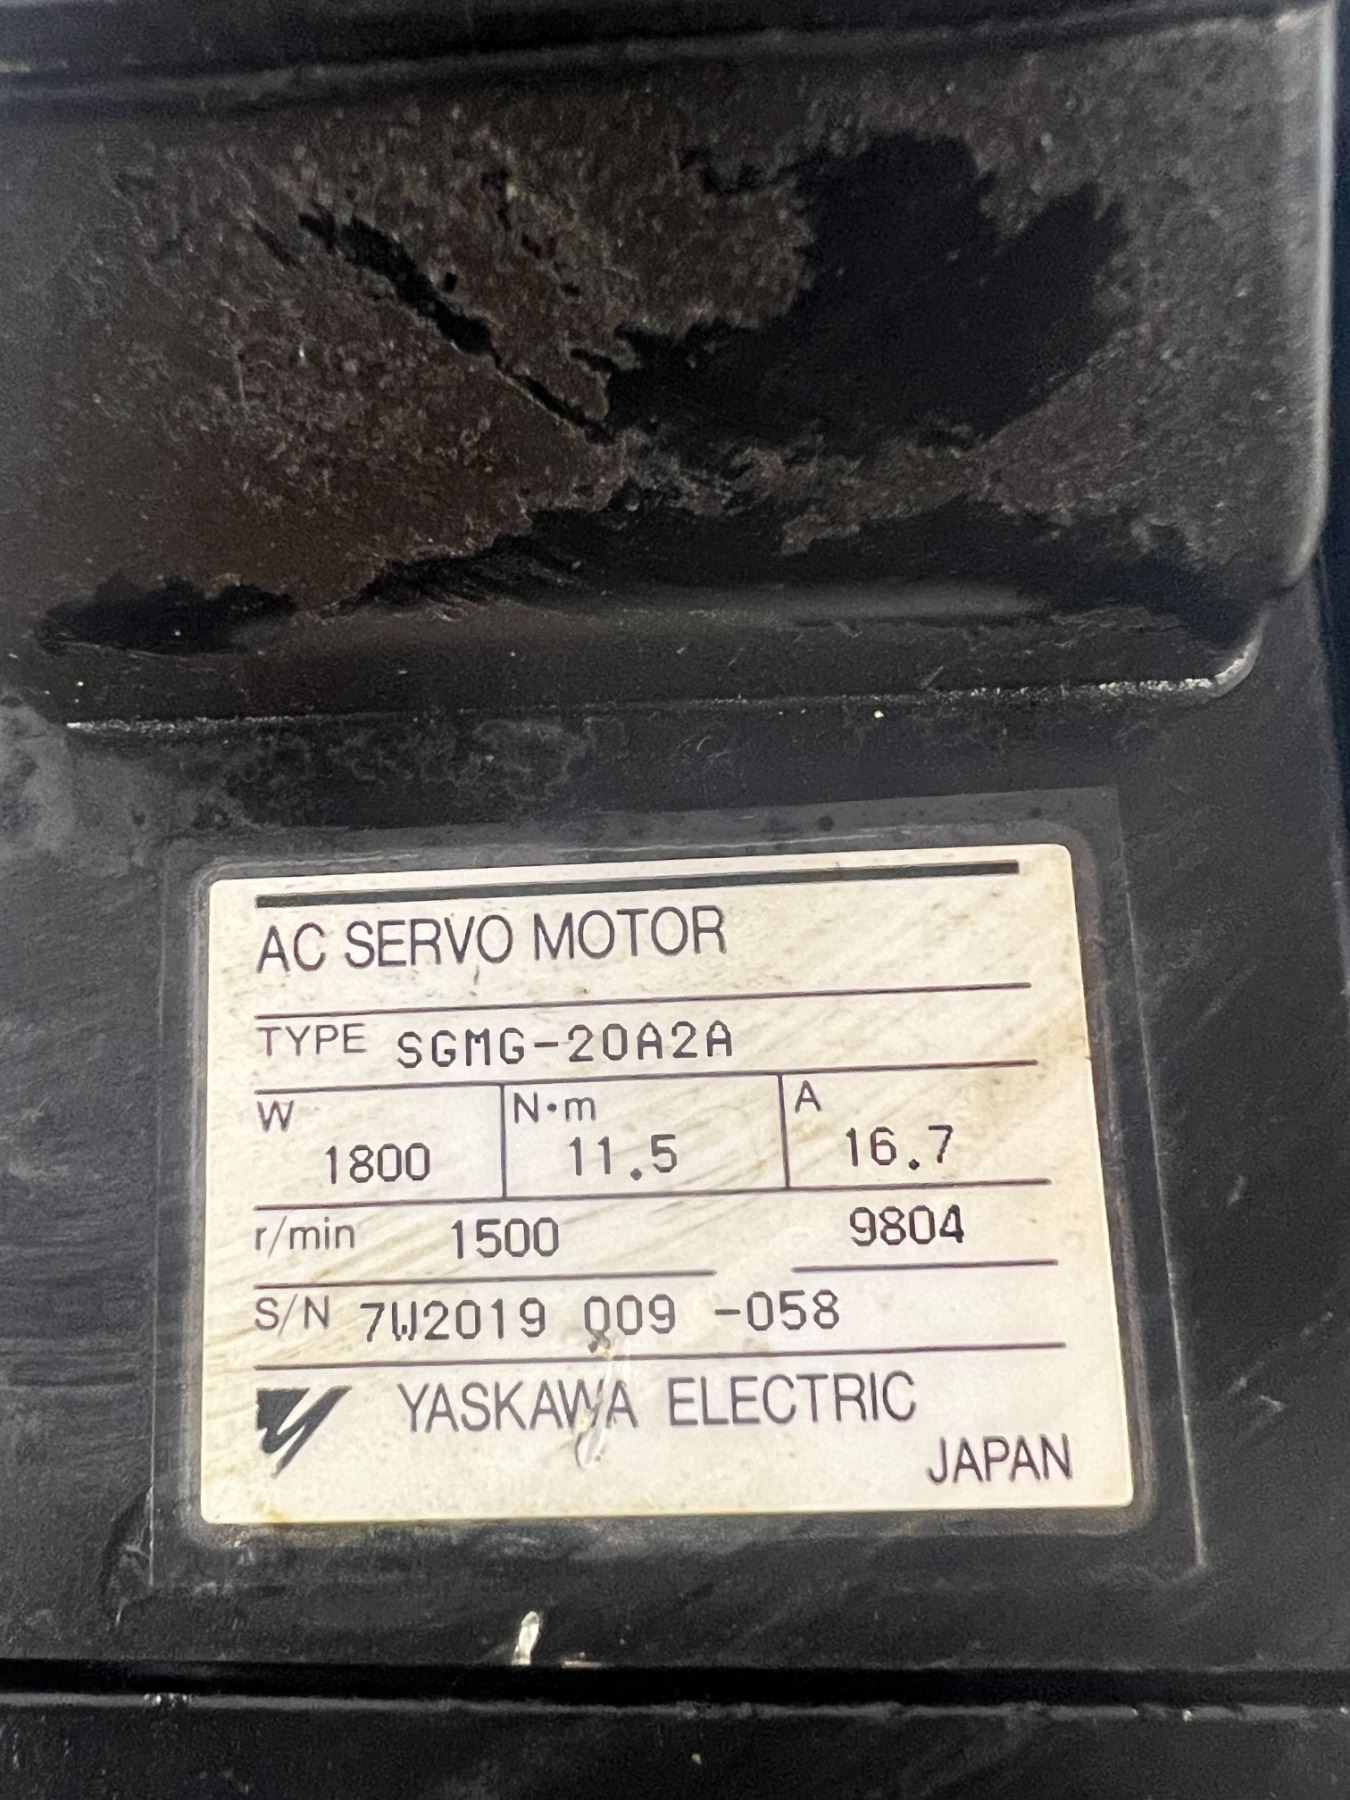 AC SERVO MOTOR
TYPE SGMG-20A2A
W N·m A
1800 11.5 16.7
r/min 1500 9804
S/N 7W2019 009 -058
YASKAWA ELECTRIC
JAPAN